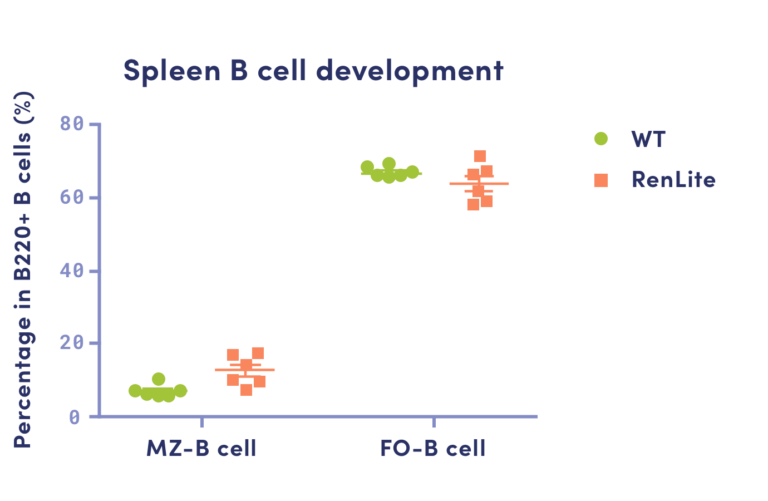 Spleen B cell development
Percentage in B220+ B cells (%)
80
60
40
20
0
MZ-B cell
FO-B cell
WT
RenLite